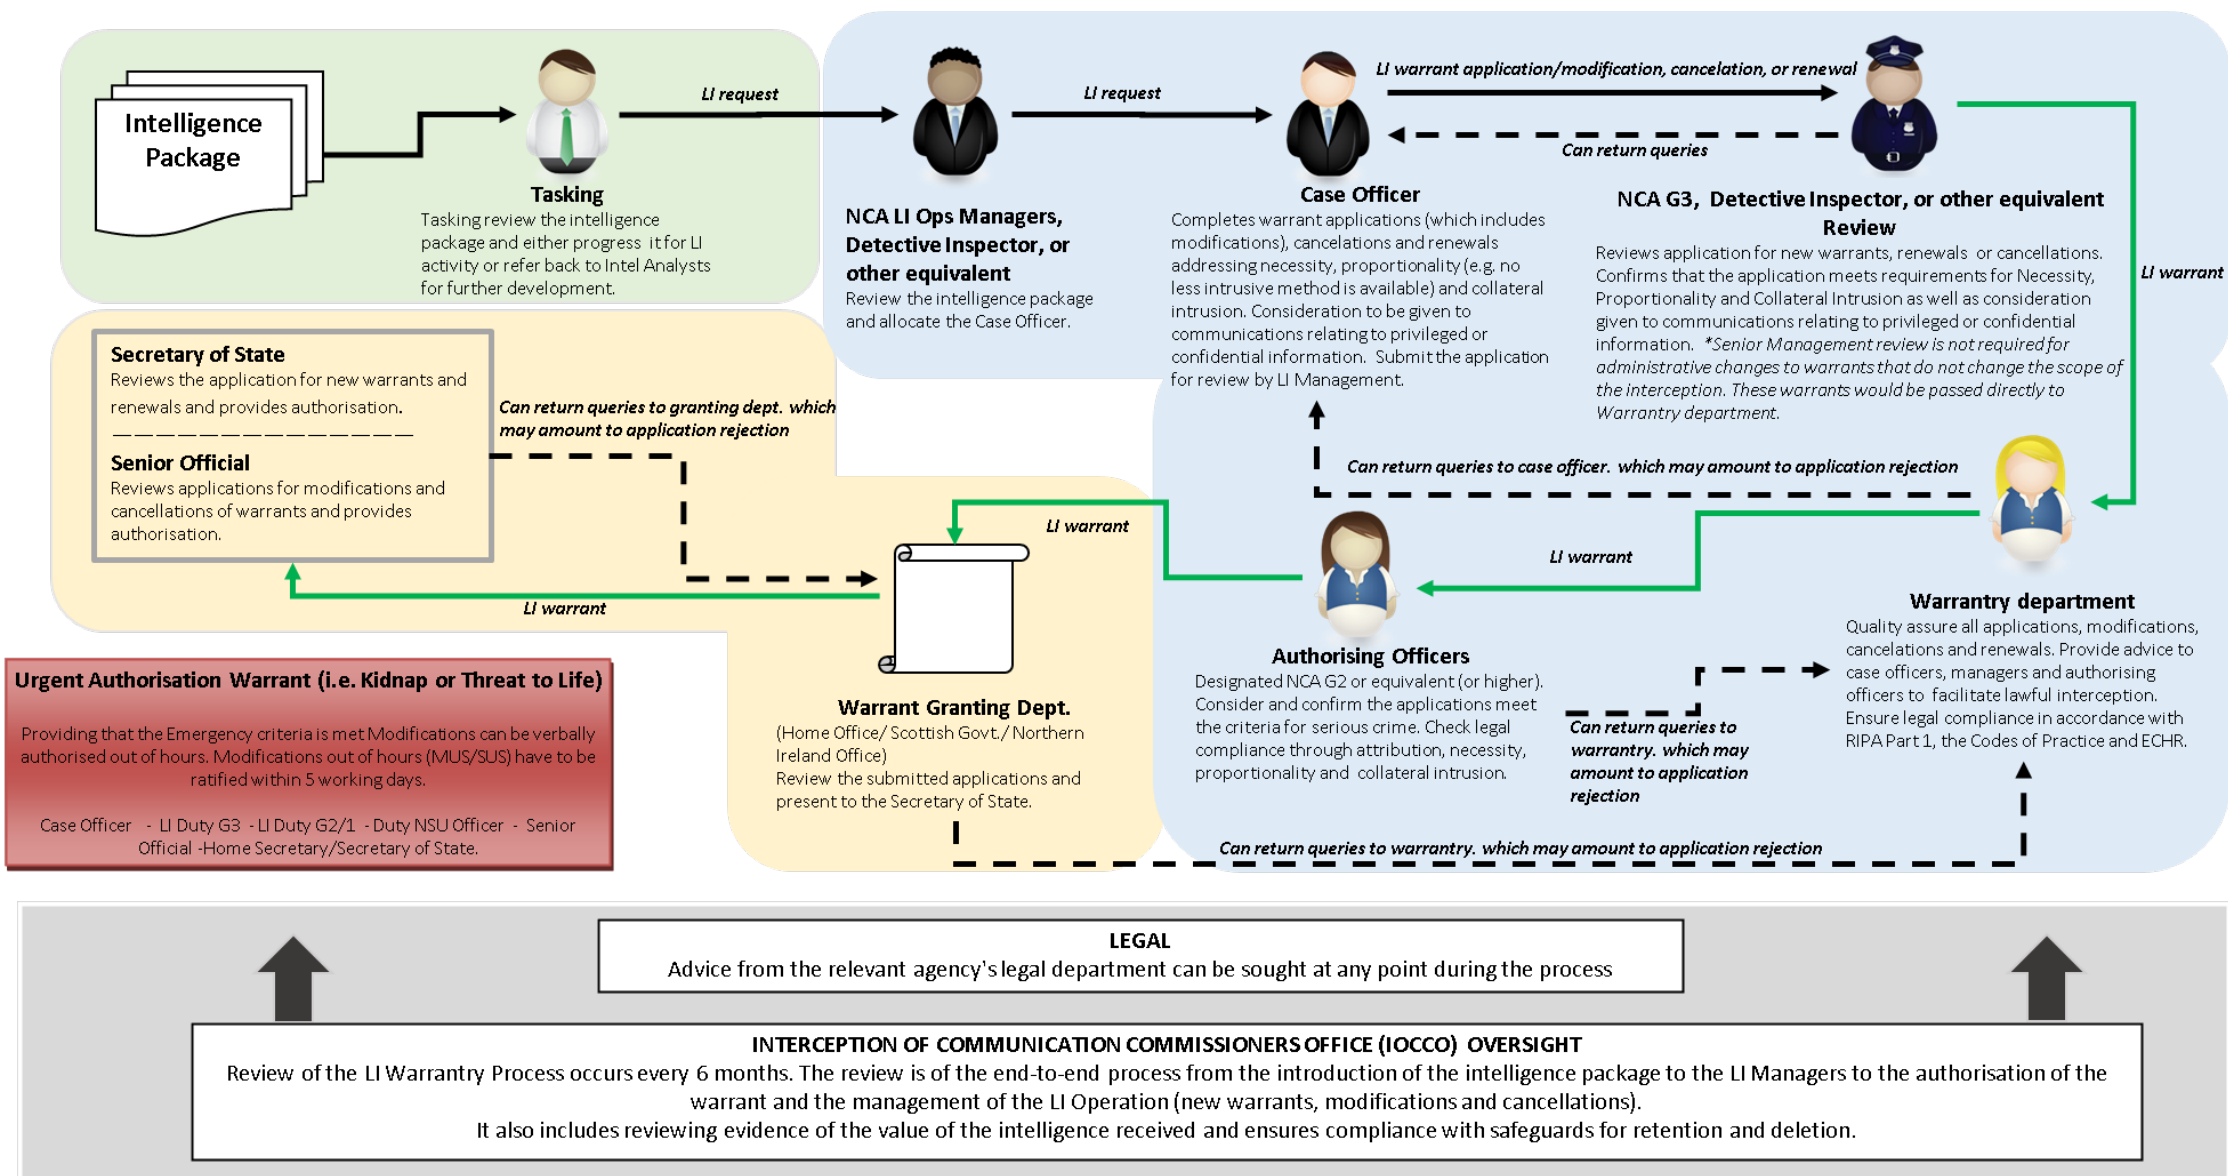 Intelligence
Package
LI request
Tasking
Tasking review the intelligence
package and either progress it for LI
activity or refer back to Intel Analysts
for further development.
LI request
NCA LI Ops Managers,
Detective Inspector, or
other equivalent
Review the intelligence package
and allocate the Case Officer.
LI warrant application/modification, cancelation, or renewal
Can return queries
Case Officer
Completes warrant applications (which includes
modifications), cancelations and renewals
addressing necessity, proportionality (e.g. no
less intrusive method is available) and collateral
intrusion. Consideration to be given to
communications relating to privileged or
confidential information. Submit the application
for review by LI Management.
NCA G3, Detective Inspector, or other equivalent
Review
Reviews application for new warrants, renewals or cancellations.
Confirms that the application meets requirements for Necessity,
Proportionality and Collateral Intrusion as well as consideration
given to communications relating to privileged or confidential
information. *Senior Management review is not required for
administrative changes to warrants that do not change the scope of
the interception. These warrants would be passed directly to
Warrantry department.
LI warrant
Secretary of State
Reviews the application for new warrants and
renewals and provides authorisation.
Senior Official
Reviews applications for modifications and
cancellations of warrants and provides
authorisation.
Can return queries to granting dept. which
may amount to application rejection
LI warrant
LI warrant
Can return queries to case officer. which may amount to application rejection
LI warrant
Warrant Granting Dept.
(Home Office/ Scottish Govt./ Northern
Ireland Office)
Review the submitted applications and
present to the Secretary of State.
Authorising Officers
Designated NCA G2 or equivalent (or higher).
Consider and confirm the applications meet
the criteria for serious crime. Check legal
compliance through attribution, necessity,
proportionality and collateral intrusion.
Can return queries to
warrantry. which may
amount to application
rejection
Warrantry department
Quality assure all applications, modifications,
cancelations and renewals. Provide advice to
case officers, managers and authorising
officers to facilitate lawful interception.
Ensure legal compliance in accordance with
RIPA Part 1, the Codes of Practice and ECHR.
Can return queries to warrantry. which may amount to application rejection
Urgent Authorisation Warrant (i.e. Kidnap or Threat to Life)
Providing that the Emergency criteria is met Modifications can be verbally
authorised out of hours. Modifications out of hours (MUS/SUS) have to be
ratified within 5 working days.
Case Officer - LI Duty G3 - LI Duty G2/1 - Duty NSU Officer - Senior
Official -Home Secretary/Secretary of State.
LEGAL
Advice from the relevant agency's legal department can be sought at any point during the process
INTERCEPTION OF COMMUNICATION COMMISSIONERS OFFICE (IOCCO) OVERSIGHT
Review of the LI Warrantry Process occurs every 6 months. The review is of the end-to-end process from the introduction of the intelligence package to the LI Managers to the authorisation of the
warrant and the management of the LI Operation (new warrants, modifications and cancellations).
It also includes reviewing evidence of the value of the intelligence received and ensures compliance with safeguards for retention and deletion.